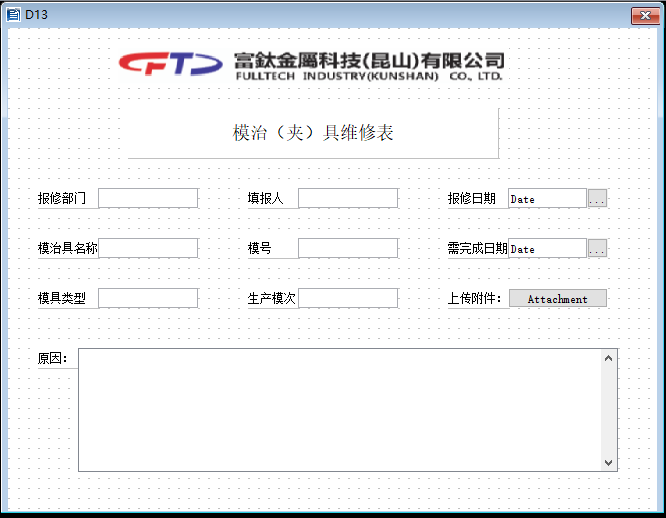 D13
FTD
富鈦金屬科技(昆山)有限公司
FULLTECH INDUSTRY(KUNSHAN) CO., LTD.
模治（夹）具维修表
报修部门 填报人 报修日期 Date ...
模治具名称 模号 需完成日期 Date ...
模具类型 生产模次 上传附件： Attachment
原因：